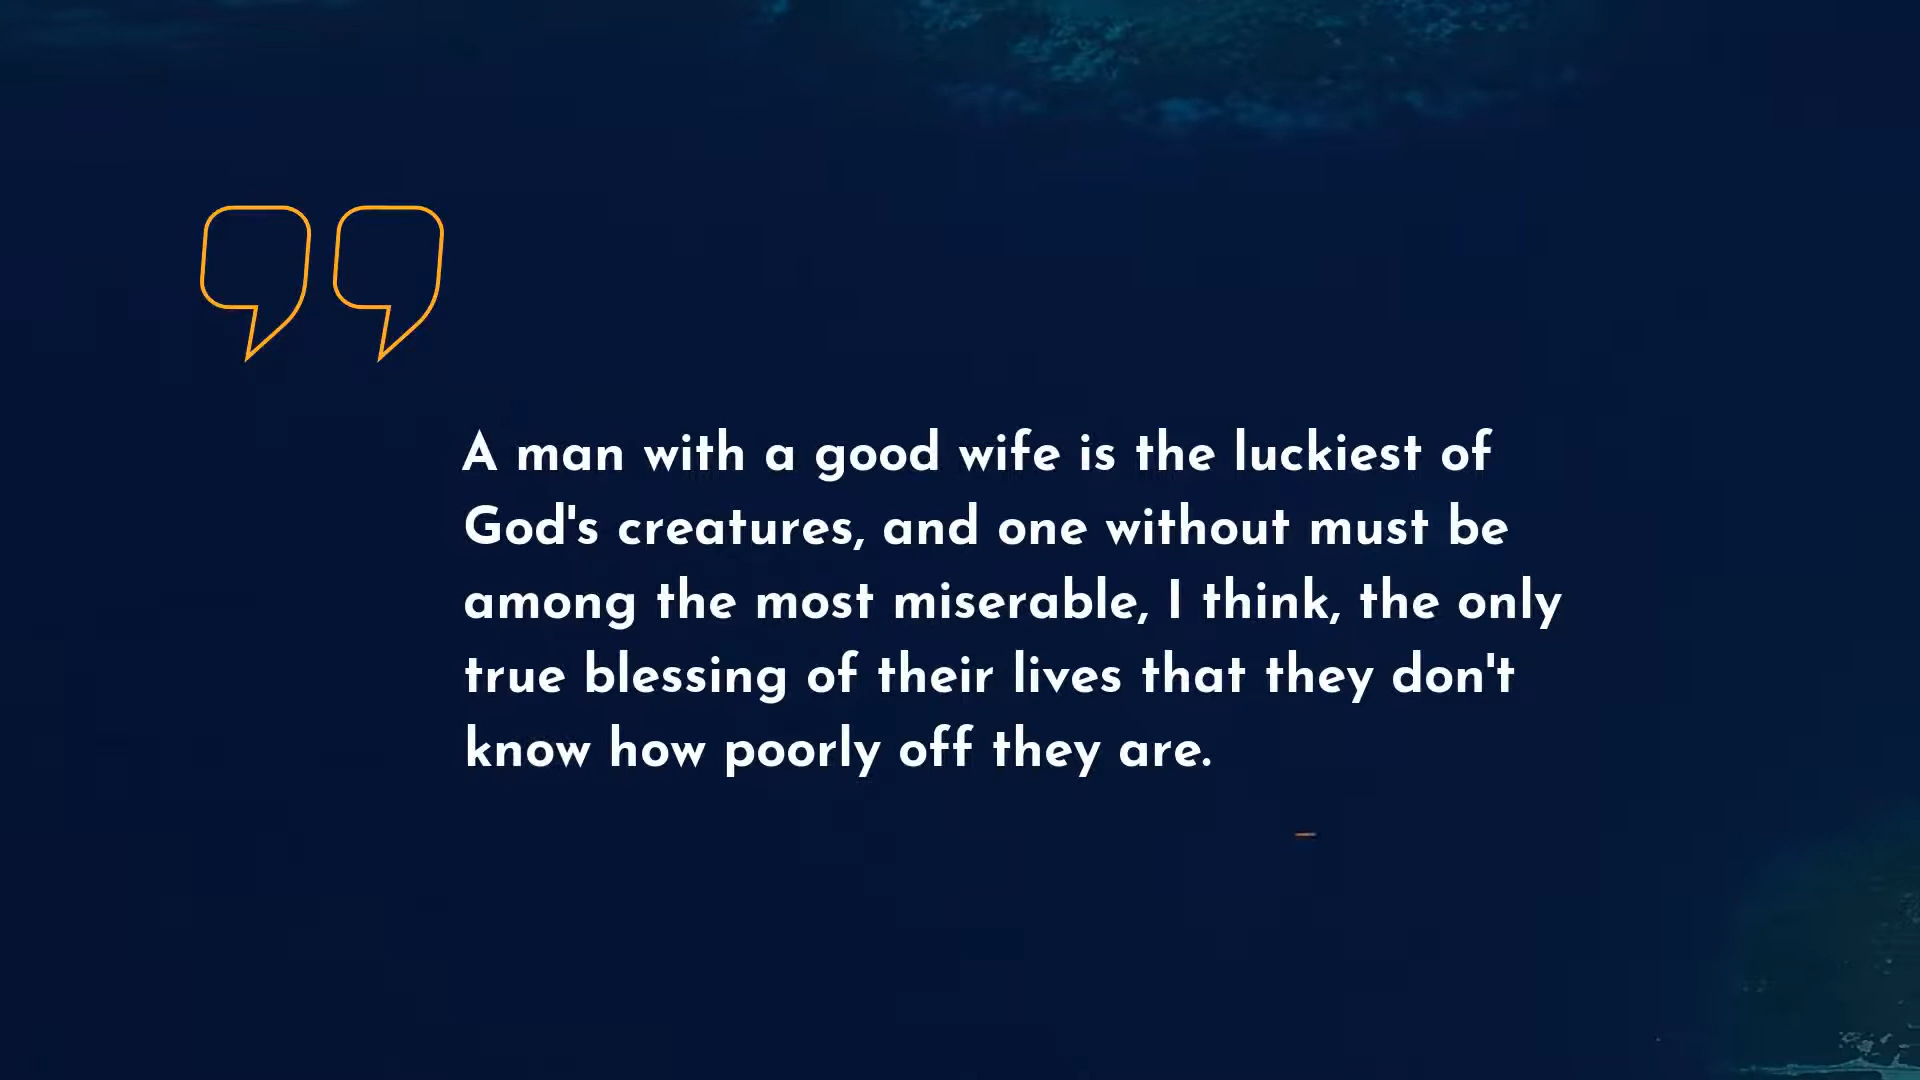 A man with a good wife is the luckiest of
God's creatures, and one without must be
among the most miserable, I think, the only
true blessing of their lives that they don't
know how poorly off they are.